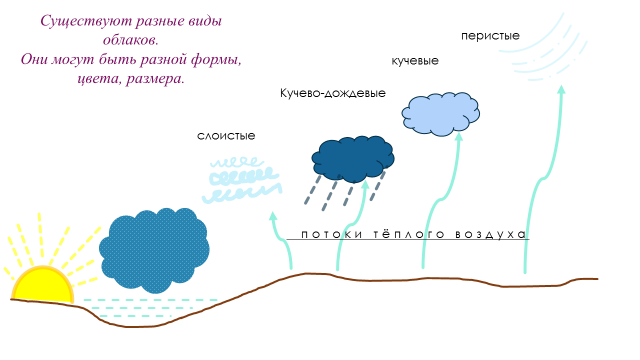 Существуют разные виды
облаков.
Они могут быть разной формы,
цвета, размера.
перистые
кучевые
Кучево-дождевые
слоистые
потоки тёплого воздуха